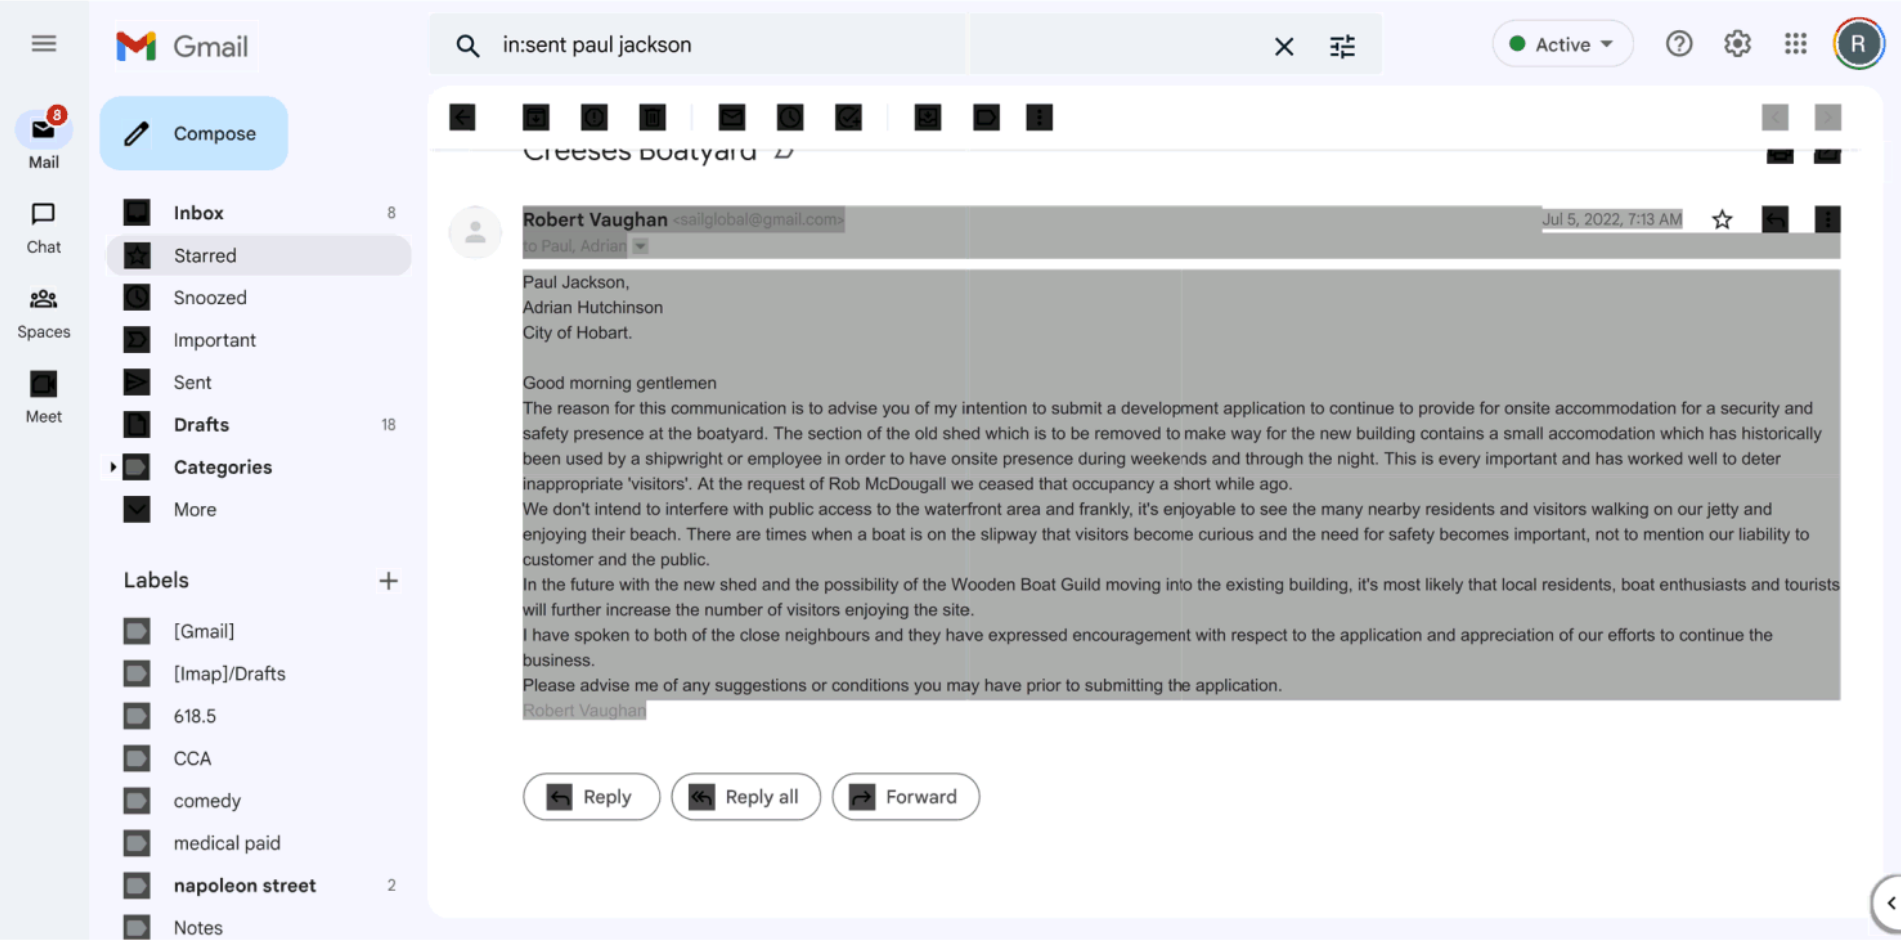 Gmail
in:sent paul jackson
Active
R
8
Mail
Chat
Spaces
Meet
Compose
Inbox 8
Starred
Snoozed
Important
Sent
Drafts 18
Categories
More
Labels
[Gmail]
[Imap]/Drafts
618.5
CCA
comedy
medical paid
napoleon street 2
Notes
Creeses Boatyard
Robert Vaughan <sailglobal@gmail.com> Jul 5, 2022, 7:13 AM
to Paul, Adrian
Paul Jackson,
Adrian Hutchinson
City of Hobart.
Good morning gentlemen
The reason for this communication is to advise you of my intention to submit a development application to continue to provide for onsite accommodation for a security and
safety presence at the boatyard. The section of the old shed which is to be removed to make way for the new building contains a small accomodation which has historically
been used by a shipwright or employee in order to have onsite presence during weekends and through the night. This is every important and has worked well to deter
inappropriate 'visitors'. At the request of Rob McDougall we ceased that occupancy a short while ago.
We don't intend to interfere with public access to the waterfront area and frankly, it's enjoyable to see the many nearby residents and visitors walking on our jetty and
enjoying their beach. There are times when a boat is on the slipway that visitors become curious and the need for safety becomes important, not to mention our liability to
customer and the public.
In the future with the new shed and the possibility of the Wooden Boat Guild moving into the existing building, it's most likely that local residents, boat enthusiasts and tourists
will further increase the number of visitors enjoying the site.
I have spoken to both of the close neighbours and they have expressed encouragement with respect to the application and appreciation of our efforts to continue the
business.
Please advise me of any suggestions or conditions you may have prior to submitting the application.
Robert Vaughan
Reply
Reply all
Forward